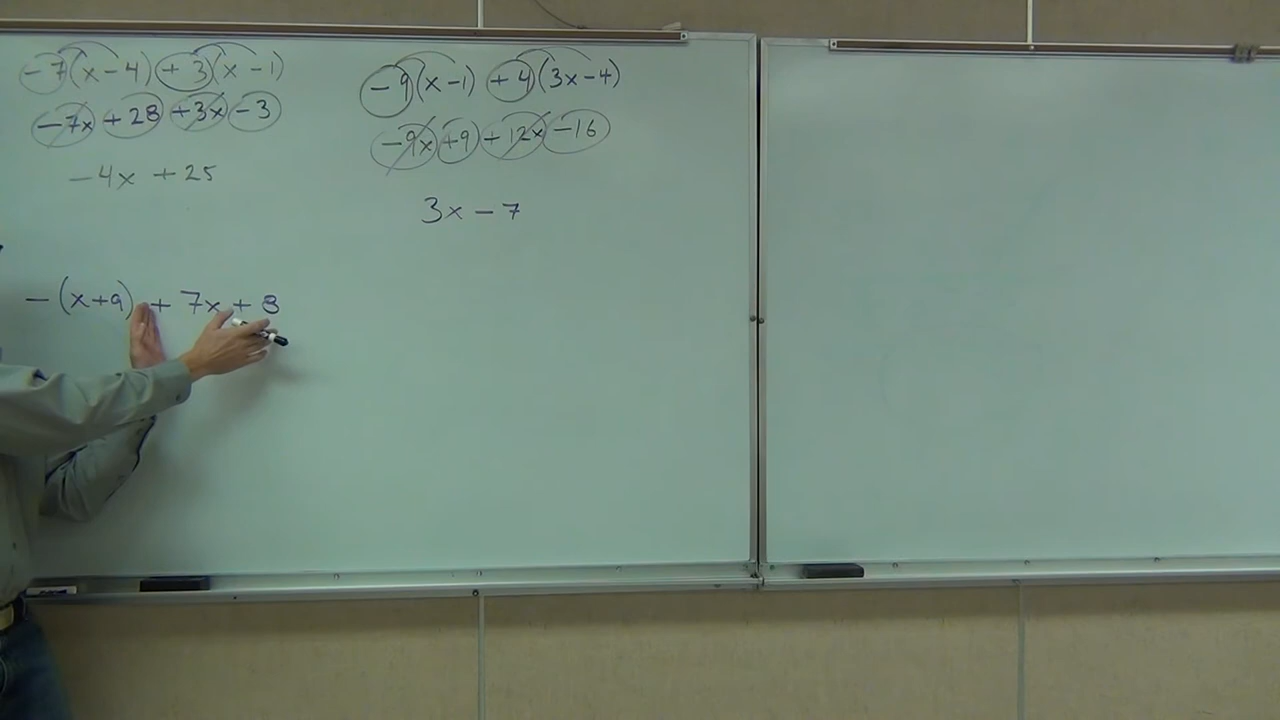 -7(x-4)+3(x-1)
-7x+28+3x-3
-4x+25
-9(x-1)+4(3x-4)
-9x+9+12x-16
3x-7
-(x+9)+7x+8